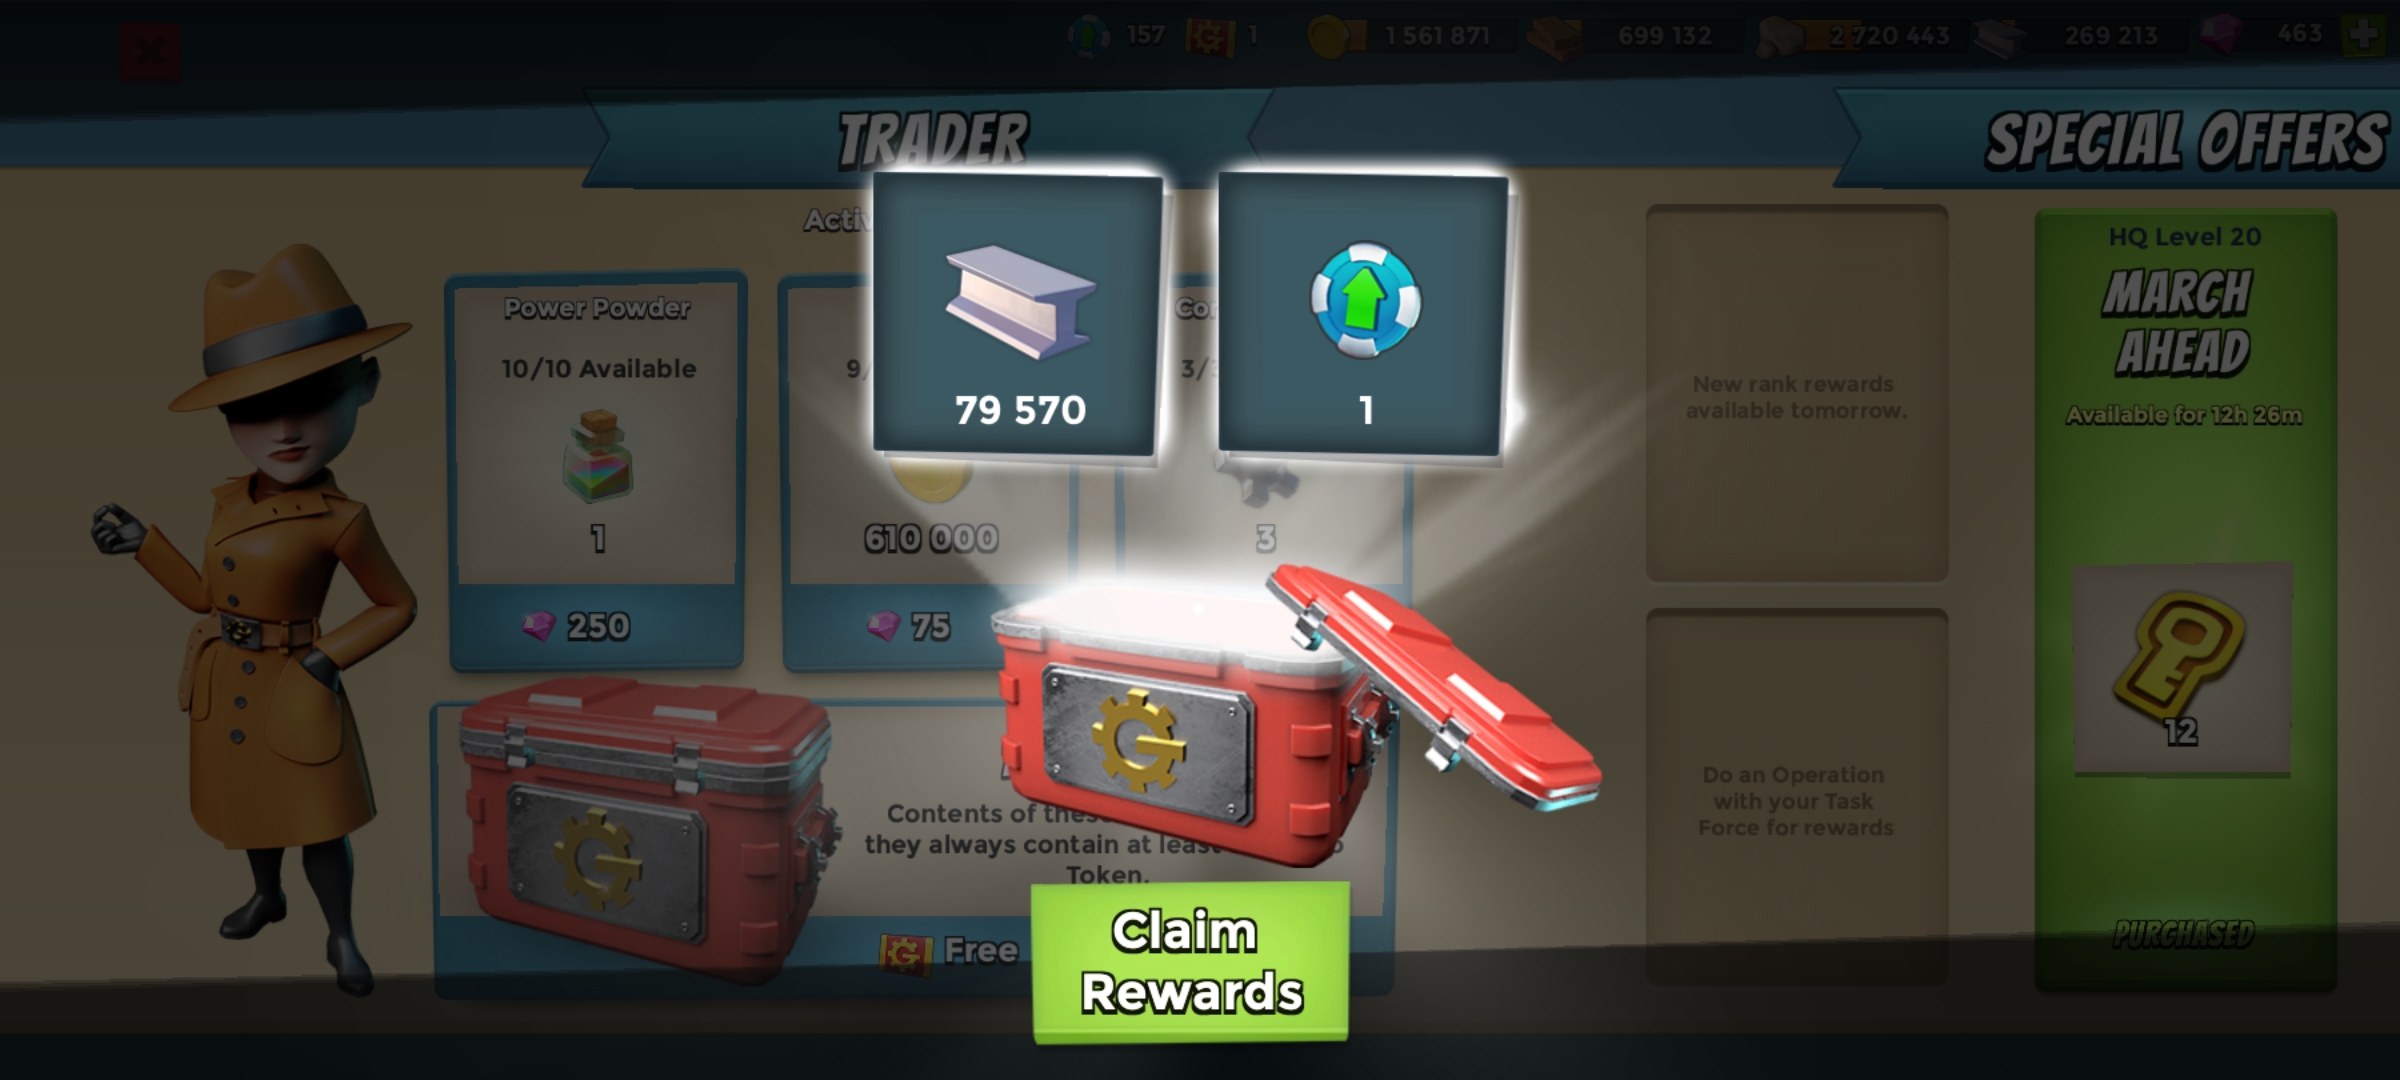 157
1
1 561 871
699 132
2 720 443
269 213
463
TRADER
SPECIAL OFFERS
79 570
1
Power Powder
10/10 Available
1
250
610 000
75
3
Contents of these
they always contain at least
Token.
Free
Claim
Rewards
New rank rewards
available tomorrow.
Do an Operation
with your Task
Force for rewards
HQ Level 20
MARCH
AHEAD
Available for 12h 26m
12
PURCHASED